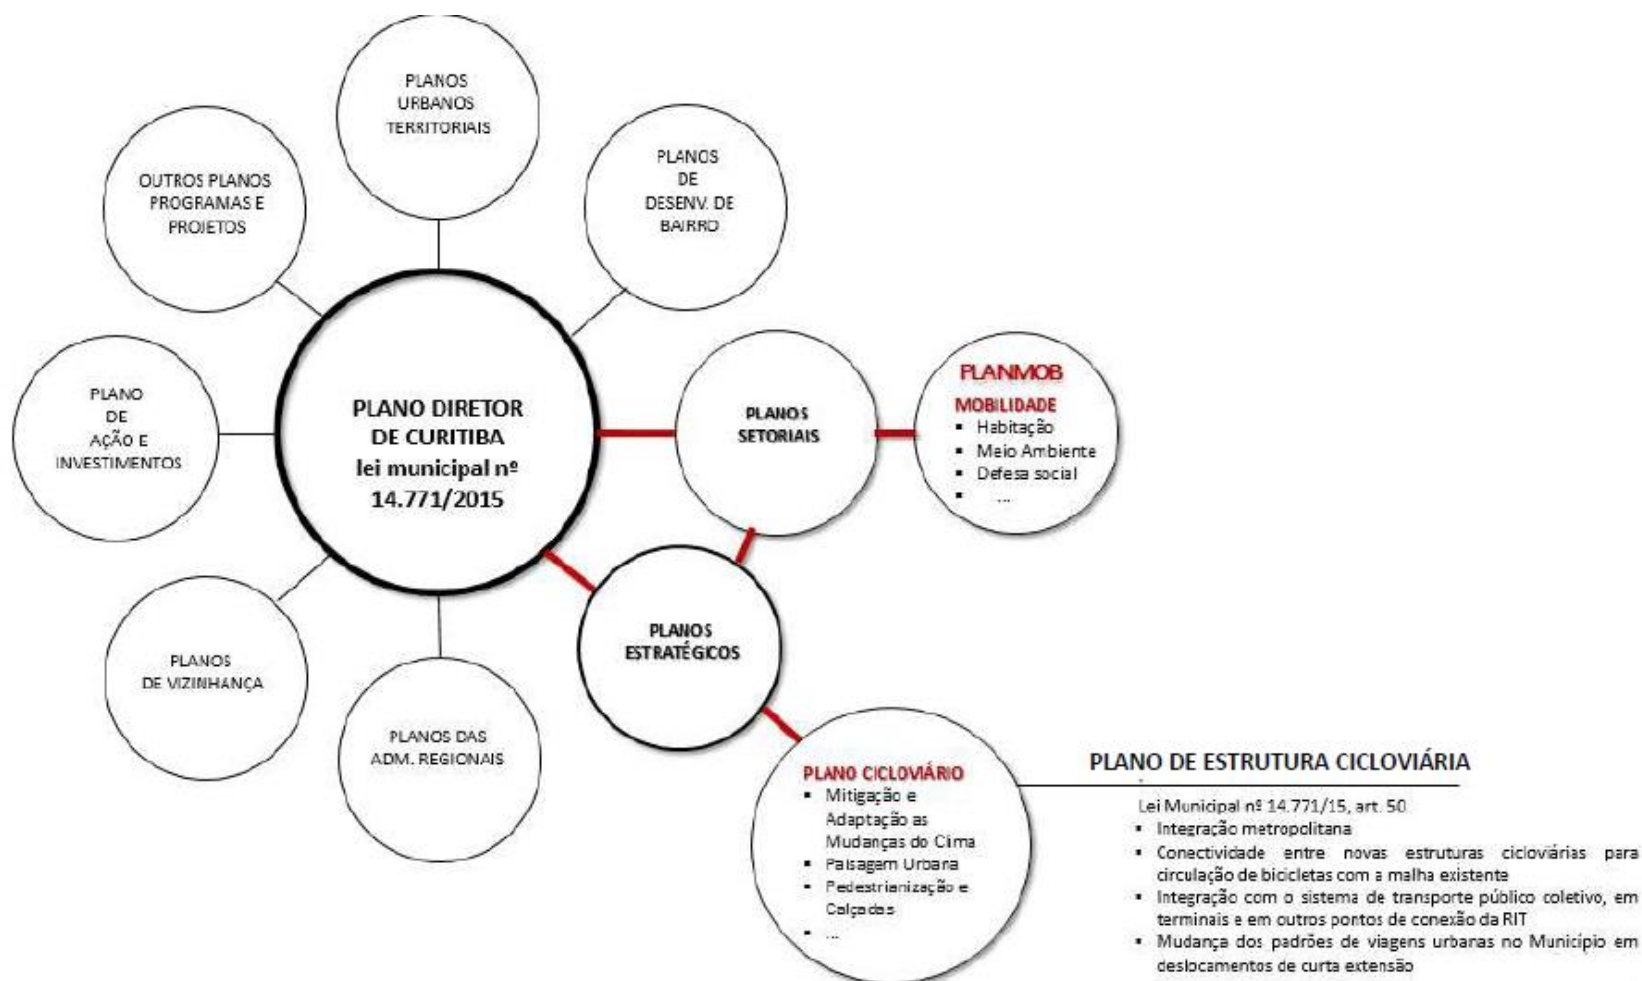 PLANOS
URBANOS
TERRITORIAIS
PLANOS
DE
DESENV. DE
BAIRRO
OUTROS PLANOS
PROGRAMAS E
PROJETOS
PLANO
DE
AÇÃO E
INVESTIMENTOS
PLANO DIRETOR
DE CURITIBA
lei municipal nº
14.771/2015
PLANOS
SETORIAIS
PLANMOB
MOBILIDADE
▪ Habitação
▪ Meio Ambiente
▪ Defesa social
▪ ...
PLANOS
ESTRATÉGICOS
PLANOS
DE VIZINHANÇA
PLANOS DAS
ADM. REGIONAIS
PLANO CICLOVIÁRIO
▪ Mitigação e
Adaptação as
Mudanças do Clima
▪ Paisagem Urbana
▪ Pedestrianização e
Calçadas
▪ ...
PLANO DE ESTRUTURA CICLOVIÁRIA
Lei Municipal nº 14.771/15, art. 50
▪ Integração metropolitana
▪ Conectividade entre novas estruturas cicloviárias para
circulação de bicicletas com a malha existente
▪ Integração com o sistema de transporte público coletivo, em
terminais e em outros pontos de conexão da RIT
▪ Mudança dos padrões de viagens urbanas no Município em
deslocamentos de curta extensão